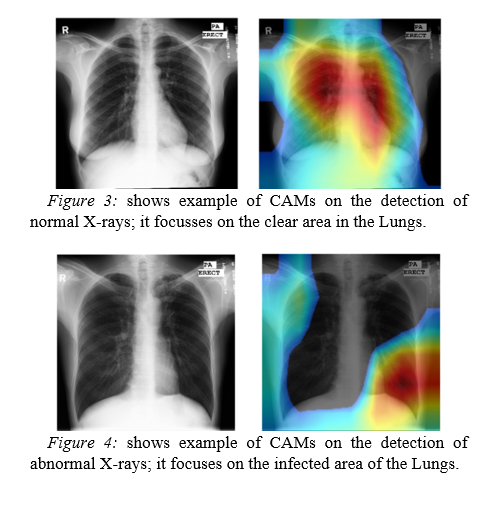 R
PA
ERECT
PA
ERECT
Figure 3: shows example of CAMs on the detection of
normal X-rays; it focusses on the clear area in the Lungs.
R
PA
ERECT
PA
ERECT
Figure 4: shows example of CAMs on the detection of
abnormal X-rays; it focuses on the infected area of the Lungs.